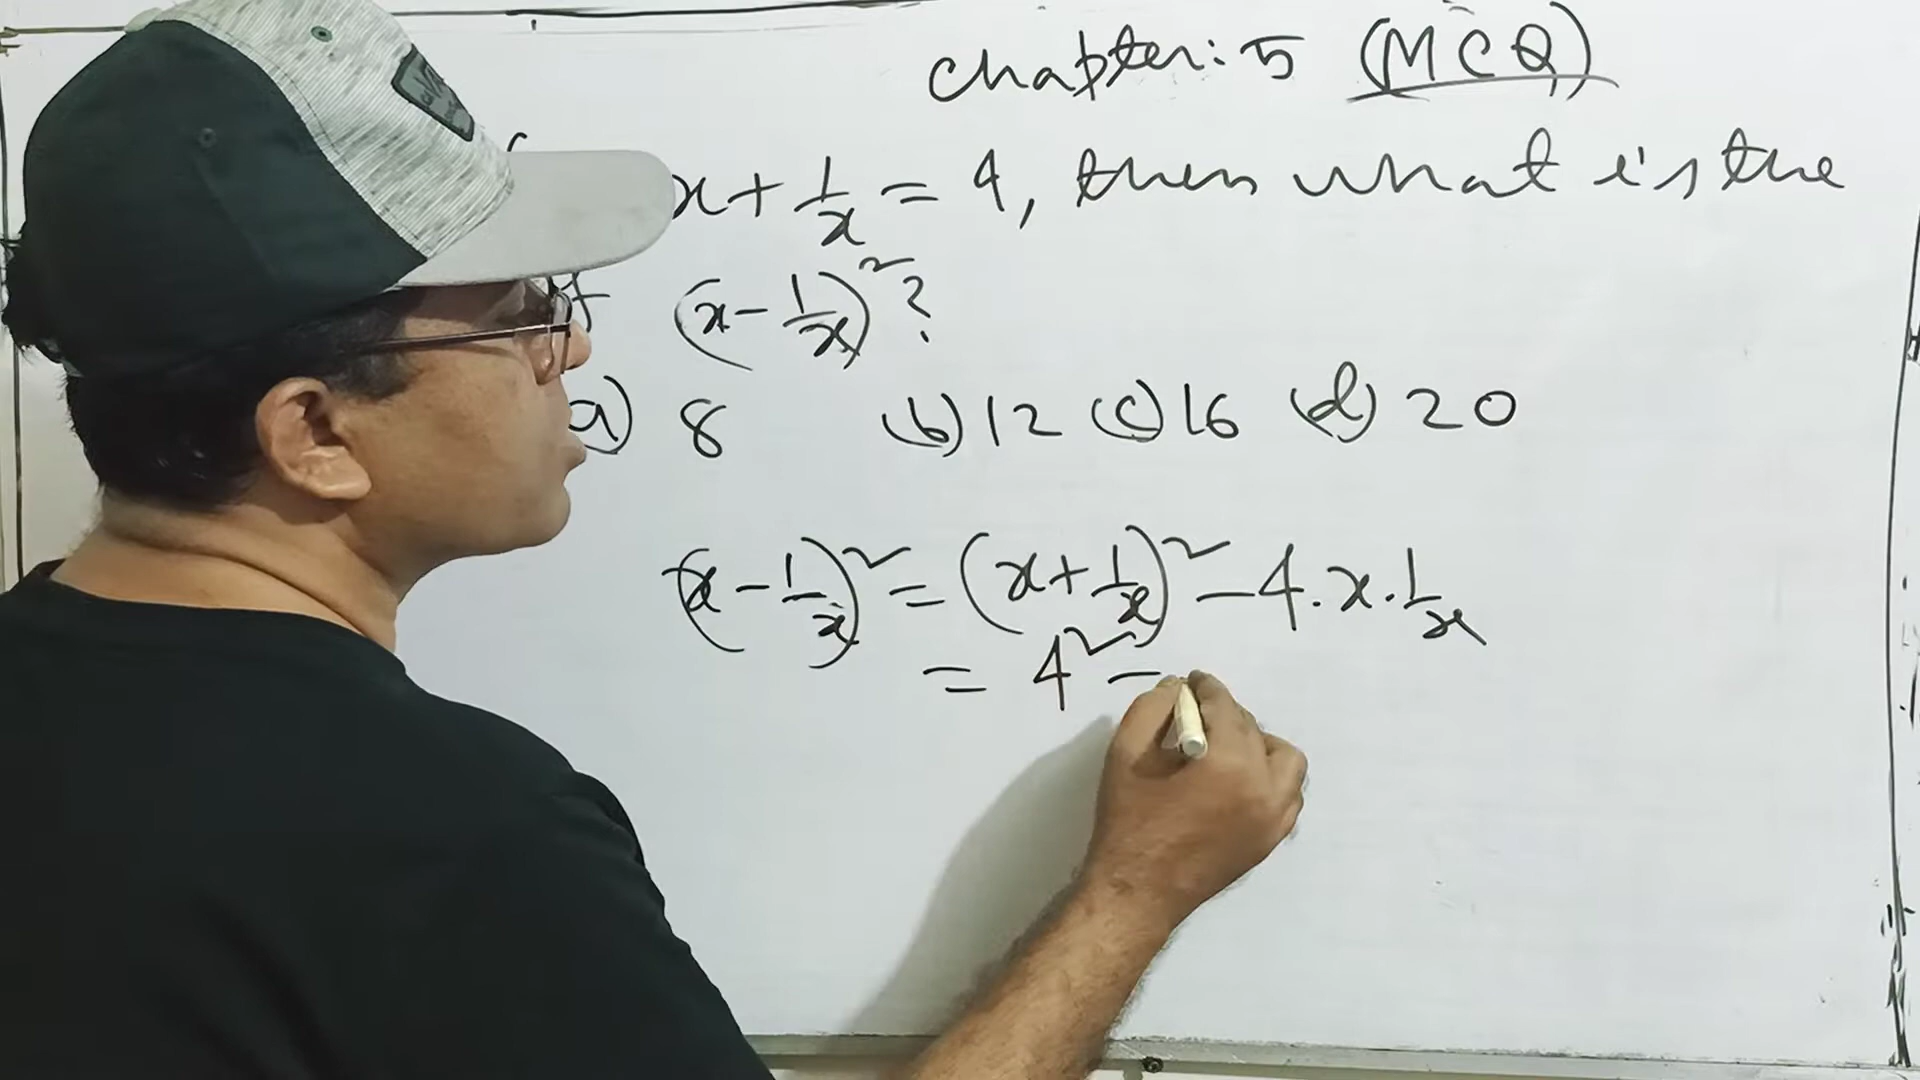 Chapter: 5 (MCQ)
x + 1/x = 4, then what is the
(x - 1/x)²?
a) 8 (b) 12 (c) 16 (d) 20
(x - 1/x)² = (x + 1/x)² - 4. x. 1/x
= 4² -